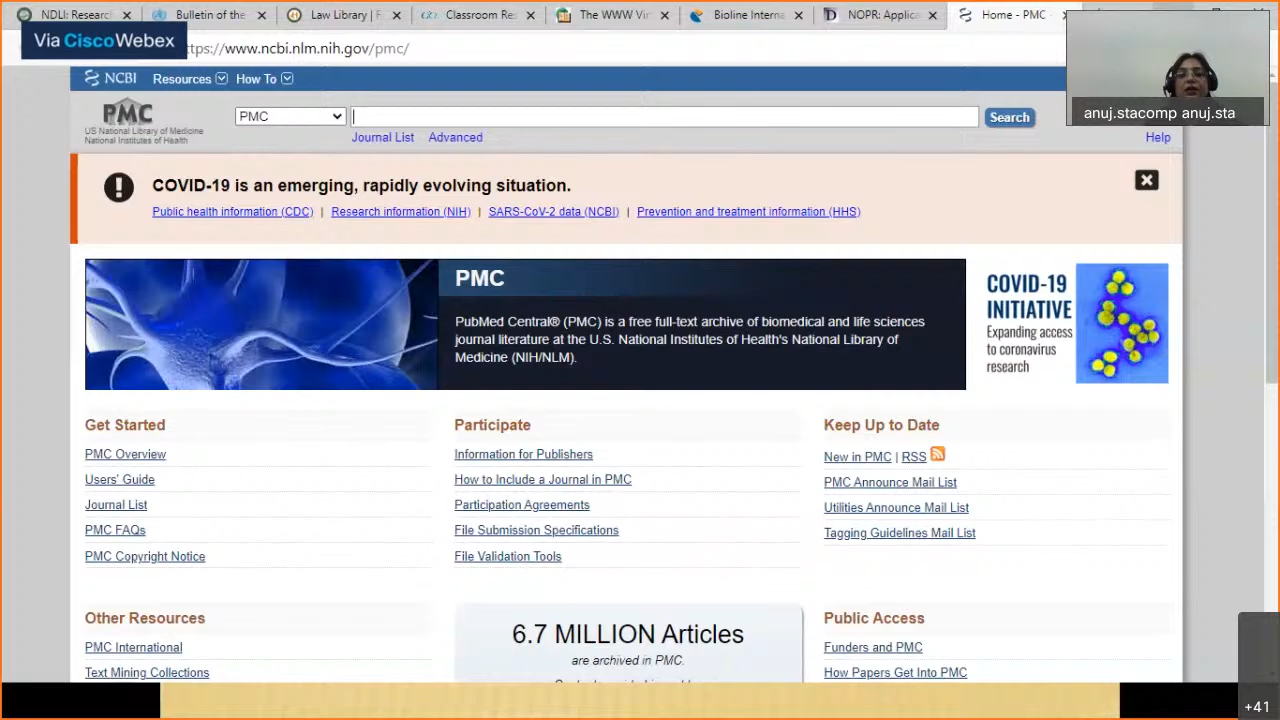 NDLI: Researc
Bulletin of the
Law Library | F
Classroom Res
The WWW Vir
Bioline Interna
NOPR: Applica
Home - PMC -
Via Cisco Webex
ttps://www.ncbi.nlm.nih.gov/pmc/
NCBI Resources How To
PMC
US National Library of Medicine
National Institutes of Health
PMC
Search
Journal List Advanced
Help
anuj.stacomp anuj.sta
COVID-19 is an emerging, rapidly evolving situation.
Public health information (CDC) | Research information (NIH) | SARS-CoV-2 data (NCBI) | Prevention and treatment information (HHS)
PMC
PubMed Central® (PMC) is a free full-text archive of biomedical and life sciences
journal literature at the U.S. National Institutes of Health's National Library of
Medicine (NIH/NLM).
COVID-19
INITIATIVE
Expanding access
to coronavirus
research
Get Started
PMC Overview
Users' Guide
Journal List
PMC FAQs
PMC Copyright Notice
Participate
Information for Publishers
How to Include a Journal in PMC
Participation Agreements
File Submission Specifications
File Validation Tools
Keep Up to Date
New in PMC | RSS
PMC Announce Mail List
Utilities Announce Mail List
Tagging Guidelines Mail List
Other Resources
PMC International
Text Mining Collections
6.7 MILLION Articles
are archived in PMC.
Public Access
Funders and PMC
How Papers Get Into PMC
+41